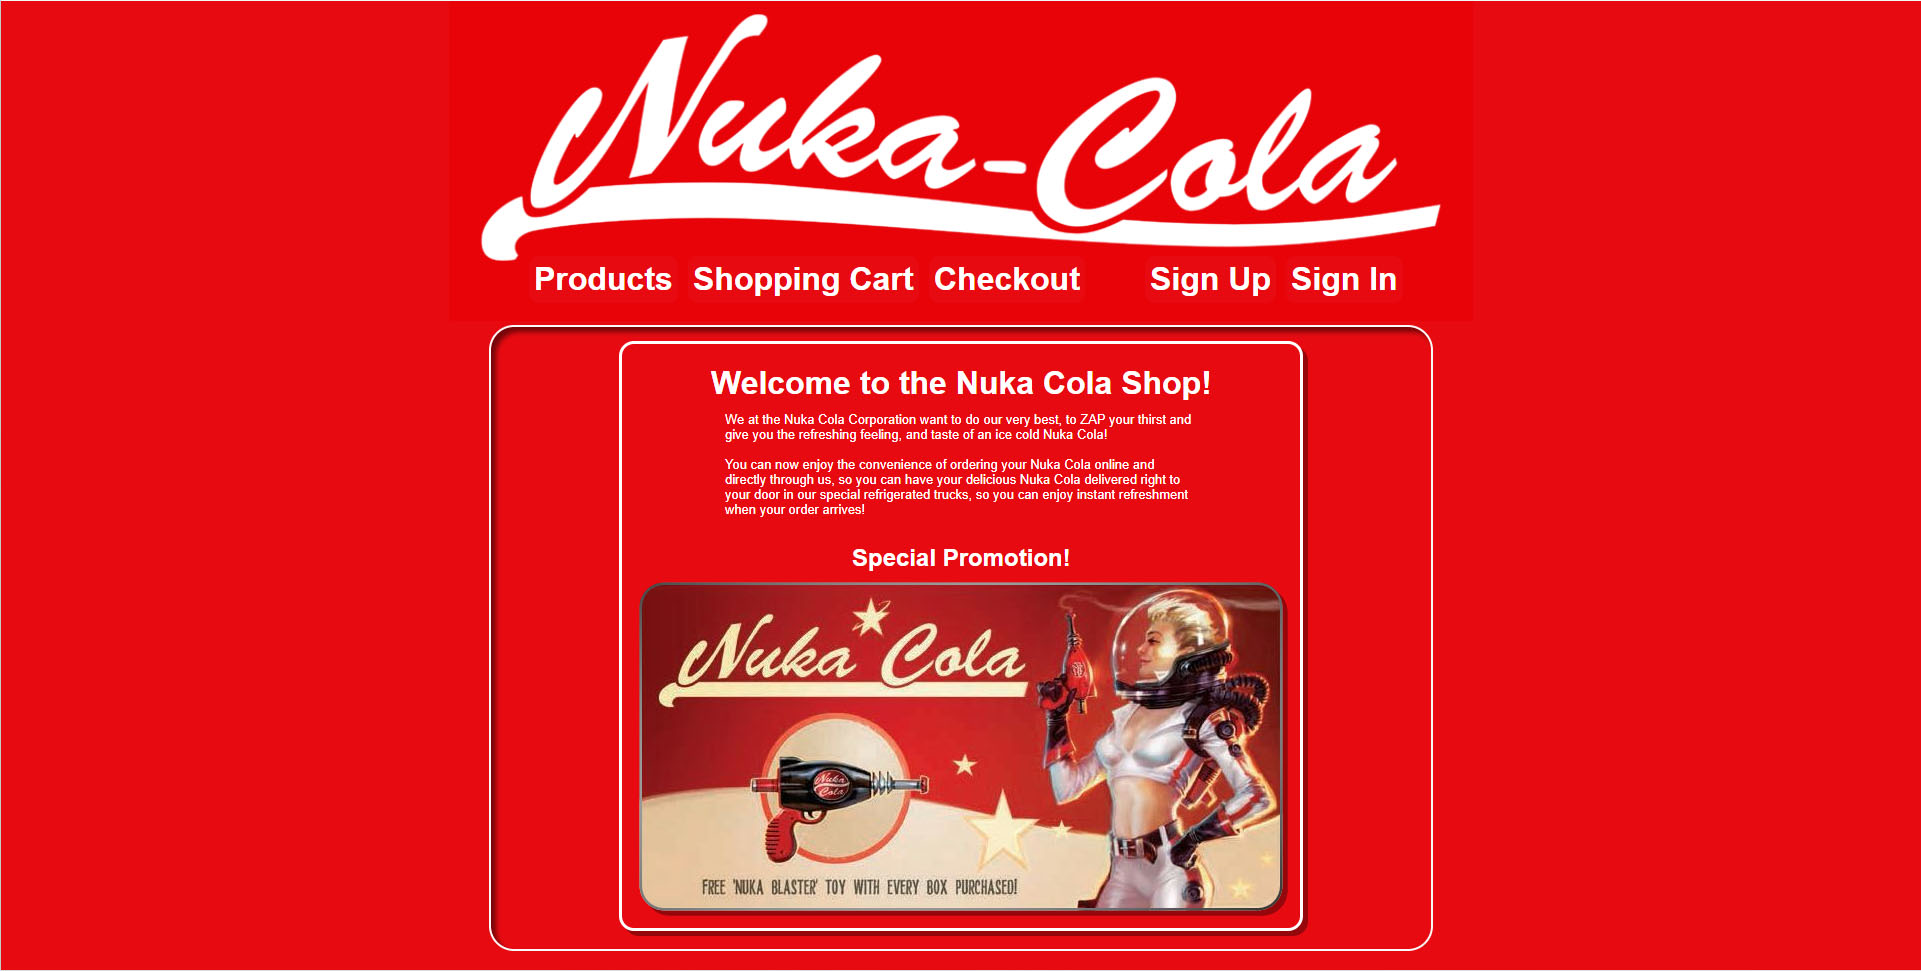 Nuka-Cola
Products Shopping Cart Checkout Sign Up Sign In
Welcome to the Nuka Cola Shop!
We at the Nuka Cola Corporation want to do our very best, to ZAP your thirst and
give you the refreshing feeling, and taste of an ice cold Nuka Cola!
You can now enjoy the convenience of ordering your Nuka Cola online and
directly through us, so you can have your delicious Nuka Cola delivered right to
your door in our special refrigerated trucks, so you can enjoy instant refreshment
when your order arrives!
Special Promotion!
Nuka Cola
Nuka
Cola
FREE 'NUKA BLASTER' TOY WITH EVERY BOX PURCHASED!